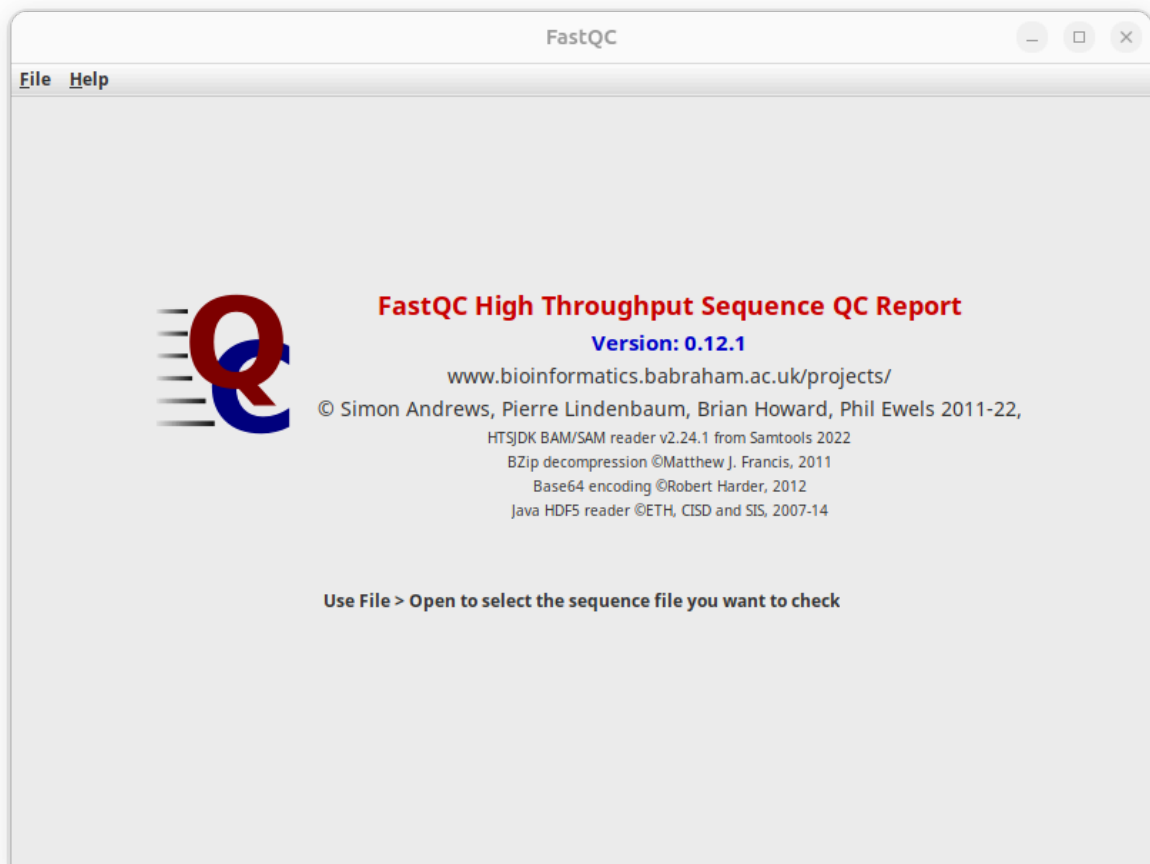 FastQC
File Help
QC
FastQC High Throughput Sequence QC Report
Version: 0.12.1
www.bioinformatics.babraham.ac.uk/projects/
© Simon Andrews, Pierre Lindenbaum, Brian Howard, Phil Ewels 2011-22,
HTSJDK BAM/SAM reader v2.24.1 from Samtools 2022
BZip decompression ©Matthew J. Francis, 2011
Base64 encoding ©Robert Harder, 2012
Java HDF5 reader ©ETH, CISD and SIS, 2007-14
Use File > Open to select the sequence file you want to check